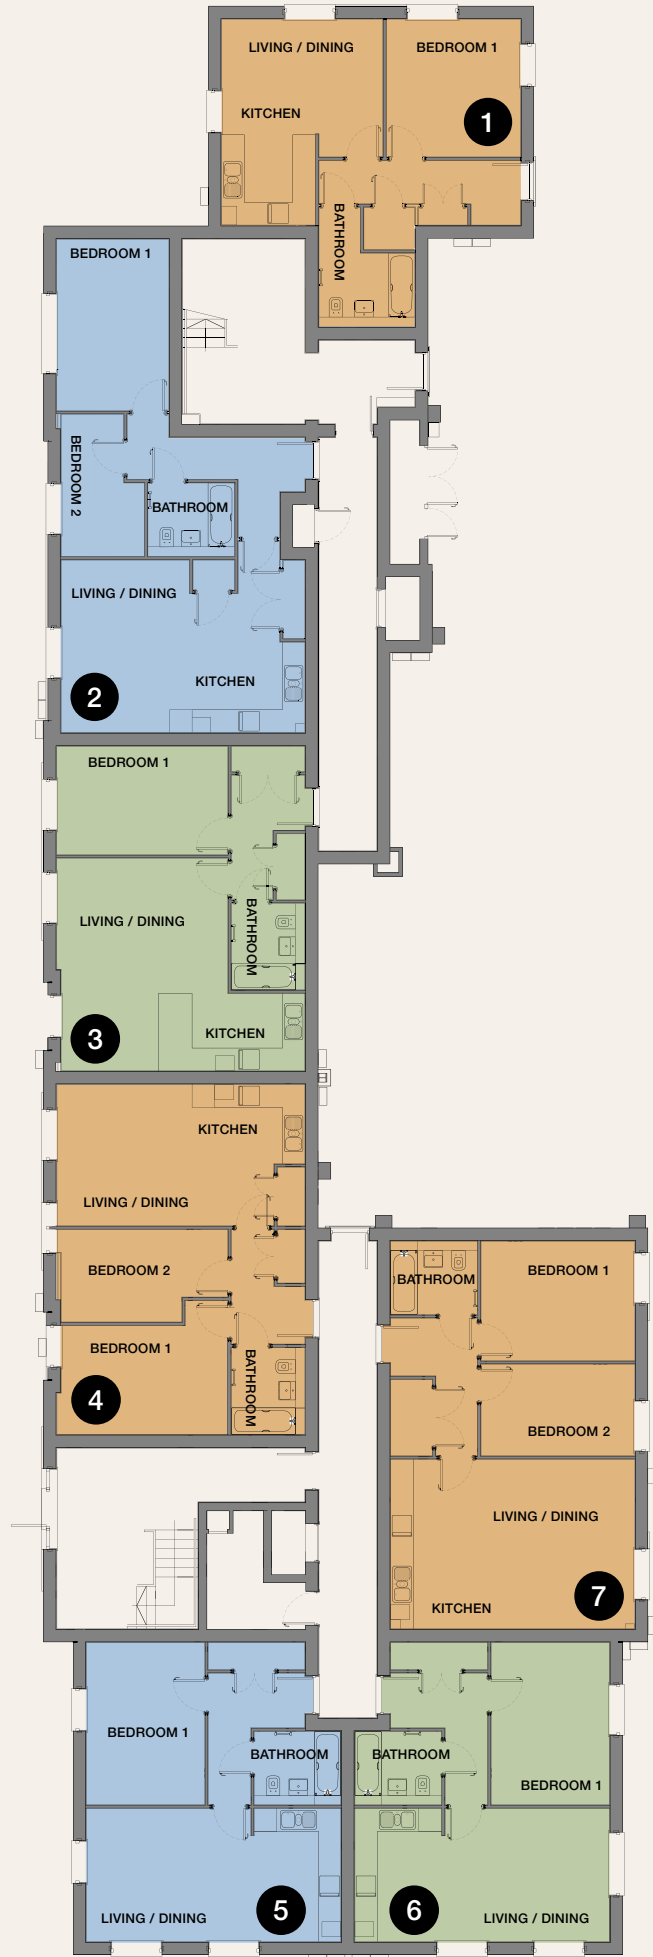 LIVING / DINING
BEDROOM 1
KITCHEN
1
BATHROOM
BEDROOM 1
BEDROOM 2
BATHROOM
LIVING / DINING
KITCHEN
2
BEDROOM 1
LIVING / DINING
BATHROOM
KITCHEN
3
KITCHEN
LIVING / DINING
BEDROOM 2
BEDROOM 1
BATHROOM
4
BATHROOM
BEDROOM 1
BEDROOM 2
LIVING / DINING
KITCHEN
7
BEDROOM 1
BATHROOM
LIVING / DINING
5
BATHROOM
BEDROOM 1
6
LIVING / DINING